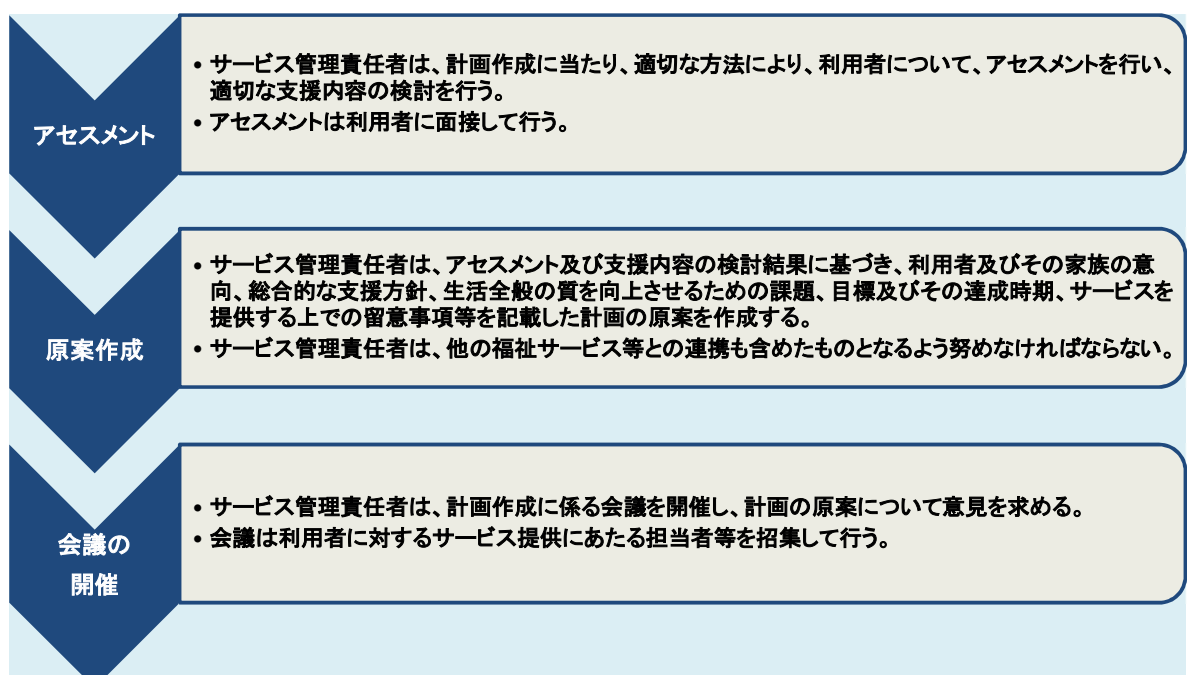 アセスメント
• サービス管理責任者は、計画作成に当たり、適切な方法により、利用者について、アセスメントを行い、
適切な支援内容の検討を行う。
• アセスメントは利用者に面接して行う。
原案作成
• サービス管理責任者は、アセスメント及び支援内容の検討結果に基づき、利用者及びその家族の意
向、総合的な支援方針、生活全般の質を向上させるための課題、目標及びその達成時期、サービスを
提供する上での留意事項等を記載した計画の原案を作成する。
• サービス管理責任者は、他の福祉サービス等との連携も含めたものとなるよう努めなければならない。
会議の
開催
• サービス管理責任者は、計画作成に係る会議を開催し、計画の原案について意見を求める。
• 会議は利用者に対するサービス提供にあたる担当者等を招集して行う。